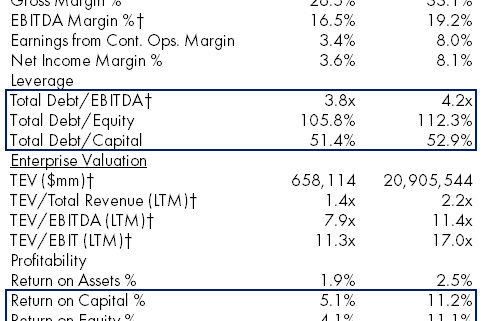 Gross Margin % 26.5% 33.1%
EBITDA Margin %† 16.5% 19.2%
Earnings from Cont. Ops. Margin 3.4% 8.0%
Net Income Margin % 3.6% 8.1%
Leverage
Total Debt/EBITDA† 3.8x 4.2x
Total Debt/Equity 105.8% 112.3%
Total Debt/Capital 51.4% 52.9%
Enterprise Valuation
TEV ($mm)† 658,114 20,905,544
TEV/Total Revenue (LTM)† 1.4x 2.2x
TEV/EBITDA (LTM)† 7.9x 11.4x
TEV/EBIT (LTM)† 11.3x 17.0x
Profitability
Return on Assets % 1.9% 2.5%
Return on Capital % 5.1% 11.2%
Return on Equity % 4.1% 11.1%